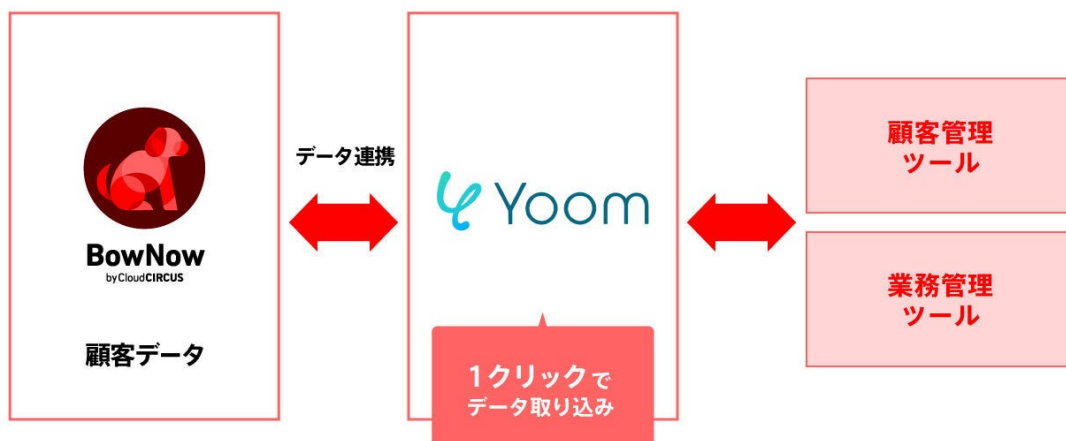 BowNow
by CloudCIRCUS
顧客データ
データ連携
Yoom
1クリックで
データ取り込み
顧客管理
ツール
業務管理
ツール